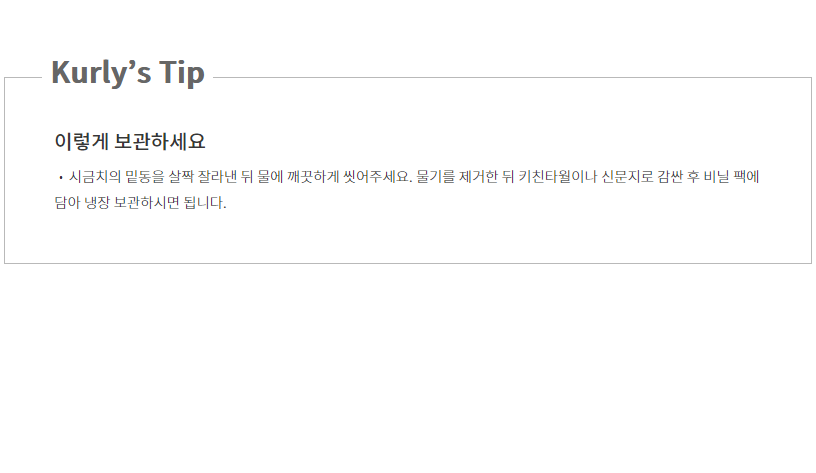 Kurly’s Tip
이렇게 보관하세요
· 시금치의 밑동을 살짝 잘라낸 뒤 물에 깨끗하게 씻어주세요. 물기를 제거한 뒤 키친타월이나 신문지로 감싼 후 비닐 팩에
담아 냉장 보관하시면 됩니다.